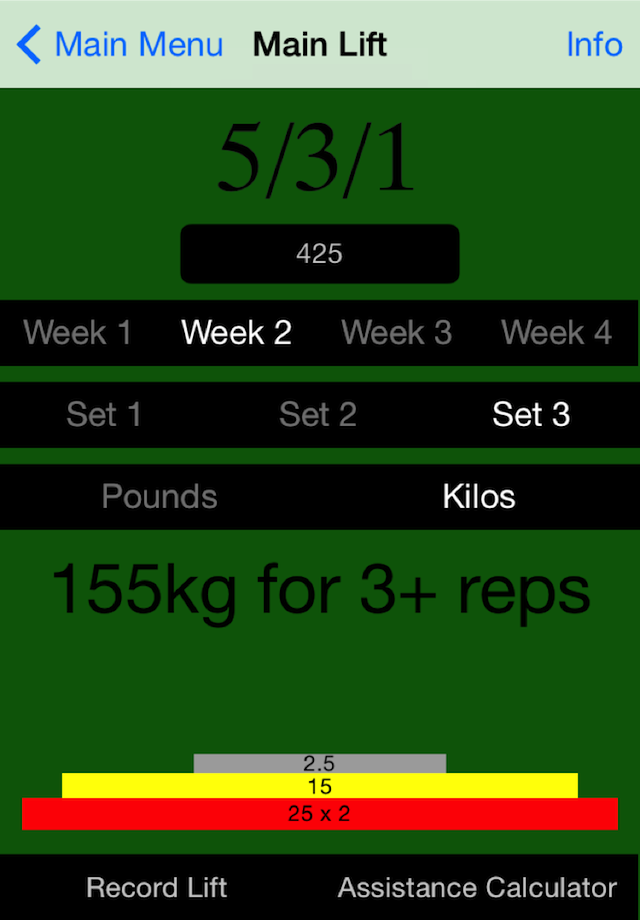 Main Menu Main Lift Info
5/3/1
425
Week 1 Week 2 Week 3 Week 4
Set 1 Set 2 Set 3
Pounds Kilos
155kg for 3+ reps
2.5
15
25 x 2
Record Lift Assistance Calculator